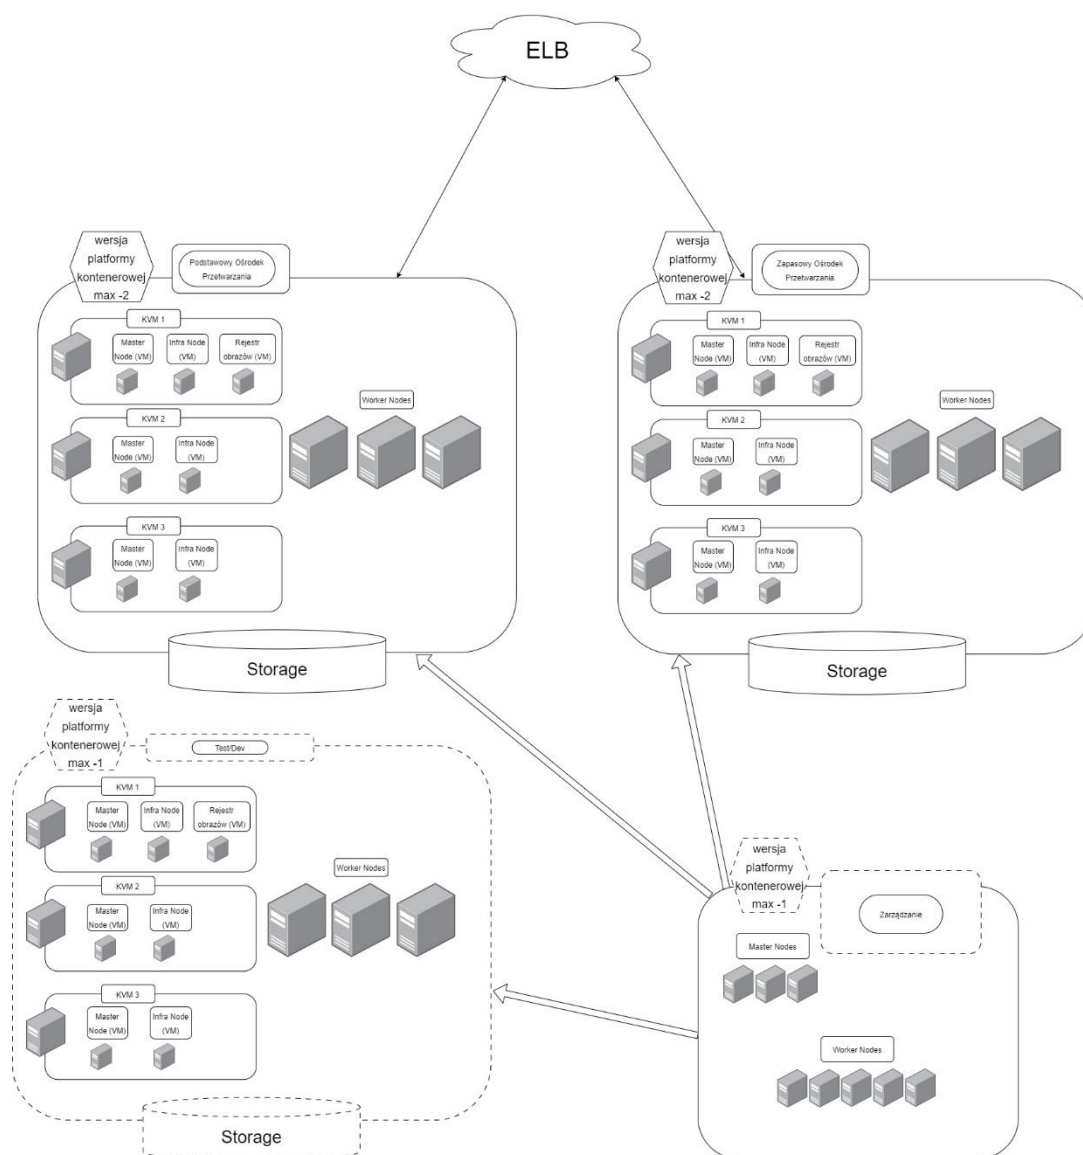 ELB
wersja
platformy
kontenerowej
max -2
Podstawowy Ośrodek
Przetwarzania
KVM 1
Master
Node (VM)
Infra Node
(VM)
Rejestr
obrazów (VM)
KVM 2
Master
Node (VM)
Infra Node
(VM)
KVM 3
Master
Node (VM)
Infra Node
(VM)
Worker Nodes
Storage
wersja
platformy
kontenerowej
max -2
Zapasowy Ośrodek
Przetwarzania
KVM 1
Master
Node (VM)
Infra Node
(VM)
Rejestr
obrazów (VM)
KVM 2
Master
Node (VM)
Infra Node
(VM)
KVM 3
Master
Node (VM)
Infra Node
(VM)
Worker Nodes
Storage
wersja
platformy
kontenerowej
max -1
Test/Dev
KVM 1
Master
Node (VM)
Infra Node
(VM)
Rejestr
obrazów (VM)
KVM 2
Master
Node (VM)
Infra Node
(VM)
KVM 3
Master
Node (VM)
Infra Node
(VM)
Worker Nodes
Storage
wersja
platformy
kontenerowej
max -1
Zarządzanie
Master Nodes
Worker Nodes